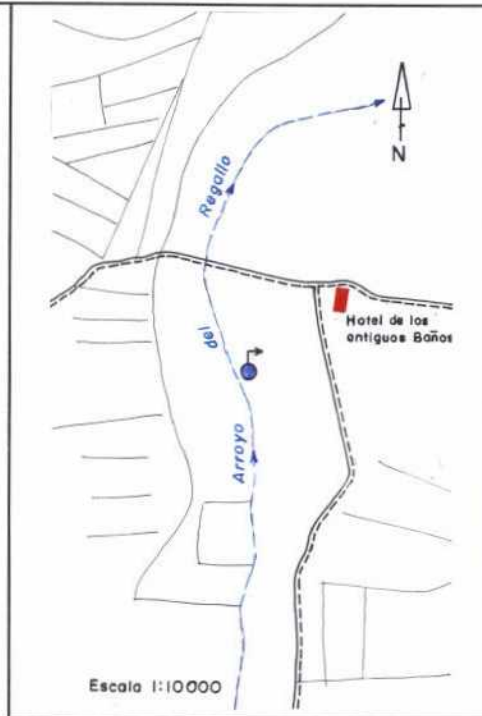 N
Arroyo del Regallo
Hotel de los
antiguos Baños
Escala 1:10000